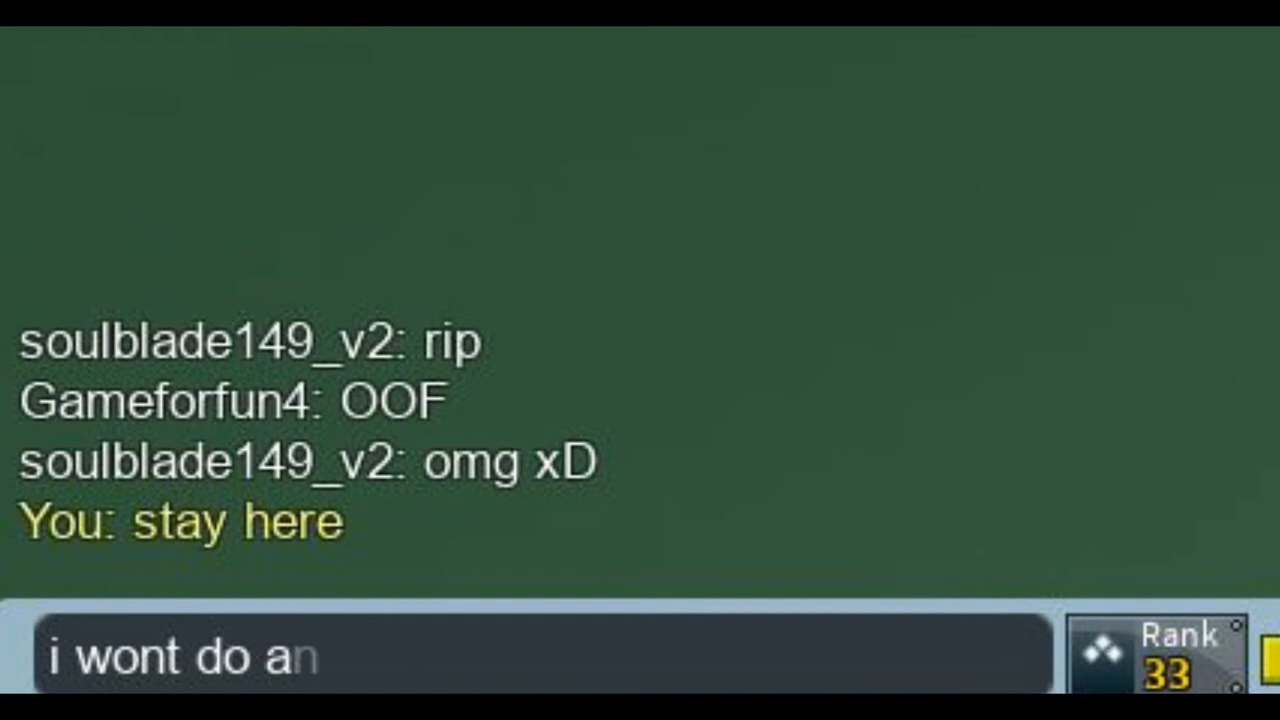 soulblade149_v2: rip
Gameforfun4: OOF
soulblade149_v2: omg xD
You: stay here
i wont do an
Rank
33